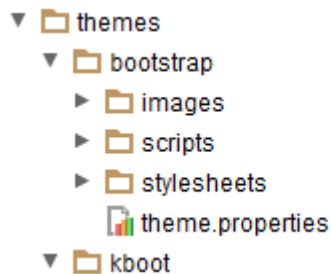 themes
bootstrap
images
scripts
stylesheets
theme.properties
kboot